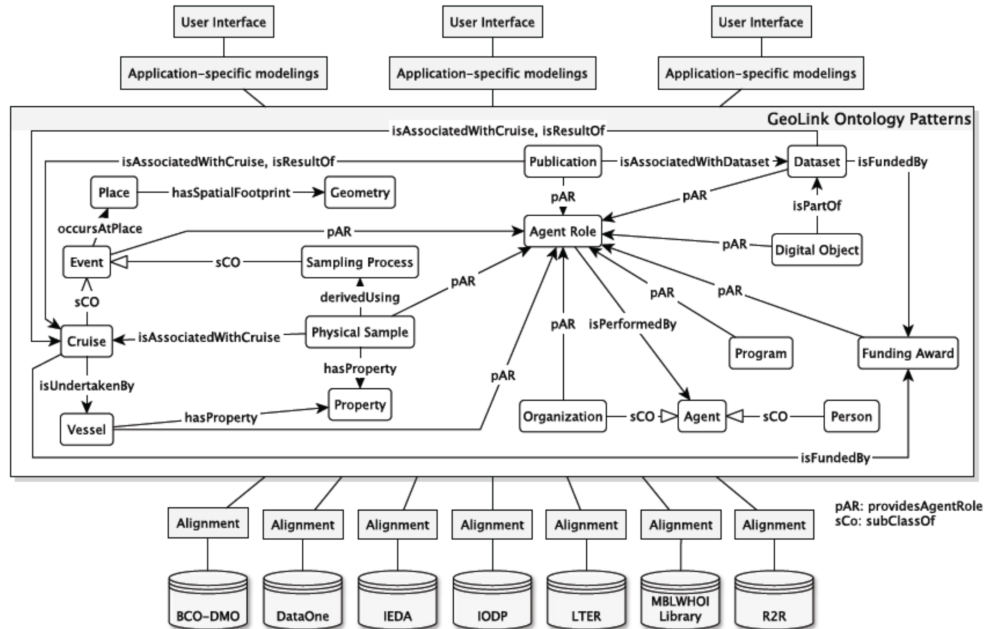 User Interface
User Interface
User Interface
Application-specific modelings
Application-specific modelings
Application-specific modelings
GeoLink Ontology Patterns
isAssociatedWithCruise, isResultOf
isAssociatedWithCruise, isResultOf
Publication
isAssociatedWithDataset
Dataset
isFundedBy
Place
hasSpatialFootprint
Geometry
pAR
pAR
isPartOf
occursAtPlace
pAR
Agent Role
pAR
Digital Object
Event
sCO
Sampling Process
pAR
pAR
pAR
sCO
derivedUsing
Physical Sample
isPerformedBy
pAR
Cruise
isAssociatedWithCruise
Program
Funding Award
hasProperty
pAR
isUndertakenBy
Property
Vessel
hasProperty
Organization
sCO
Agent
sCO
Person
isFundedBy
pAR: providesAgentRole
sCo: subClassOf
Alignment
Alignment
Alignment
Alignment
Alignment
Alignment
Alignment
BCO-DMO
DataOne
IEDA
IODP
LTER
MBLWHOI
Library
R2R